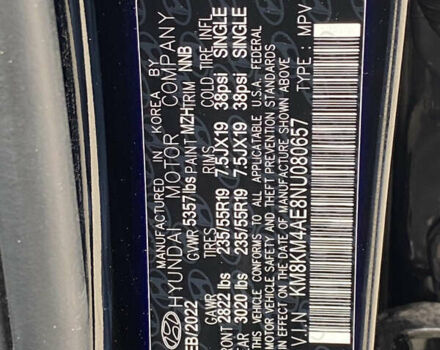 MANUFACTURED IN KOREA BY
HYUNDAI MOTOR COMPANY
EB/2022 GVWR 5357lbs PAINT MZH TRIM NNB
GAWR TIRES RIMS COLD TIRE INFL
RONT 2822 lbs 235/55R19 7.5JX19 38psi SINGLE
EAR 3020 lbs 235/55R19 7.5JX19 38psi SINGLE
VEHICLE CONFORMS TO ALL APPLICABLE U.S.A. FEDERAL
MOTOR VEHICLE SAFETY AND THEFT PREVENTION STANDARDS
IN EFFECT ON THE DATE OF MANUFACTURE SHOWN ABOVE
V.I.N : KM8KM4AE8NU080657 TYPE : MPV